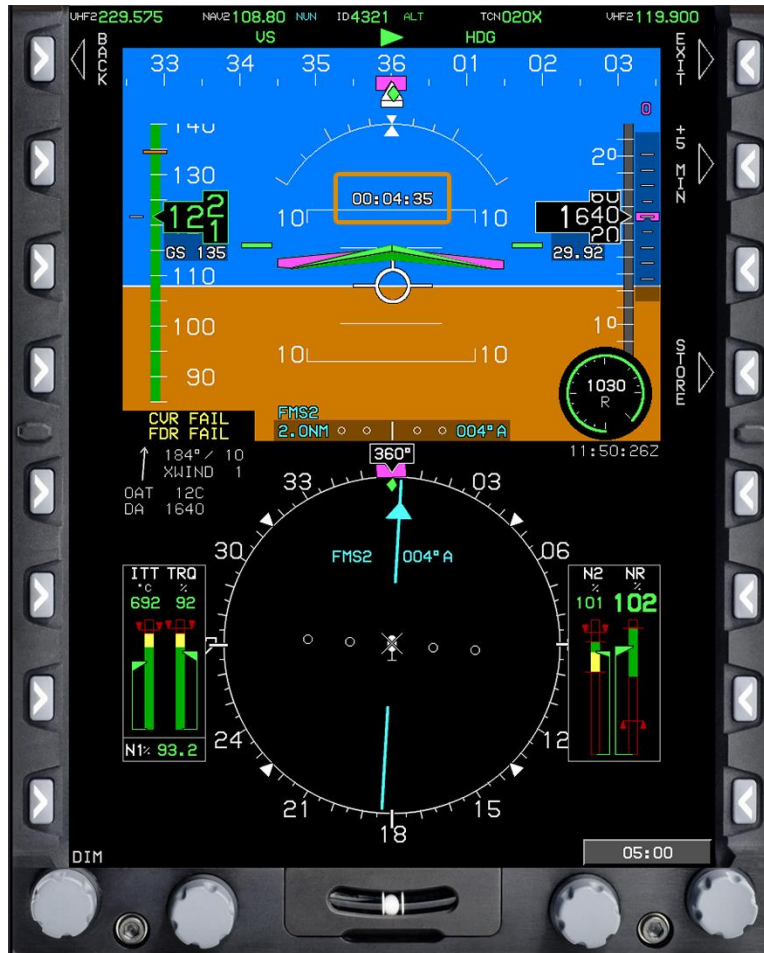 VHF2 229.575 NAV2 108.80 NUN ID 4321 ALT TCN 020X VHF2 119.900
VS HDG
BACK
EXIT
33 34 35 36 01 02 03
0
140
20
+5 MIN
130
00:04:35
10 10
122
1
60
1640
20
GS 135
29.92
110
100
10
90
10 10
STORE
1030
R
CVR FAIL
FDR FAIL
FMS2
2.0NM 004°A
184°/ 10
XWIND 1
360°
11:50:26Z
OAT 12C
DA 1640
33 03
30 06
FMS2 004°A
ITT TRQ
°C %
692 92
N2 NR
% %
101 102
N1% 93.2
24 12
21 15
18
DIM
05:00